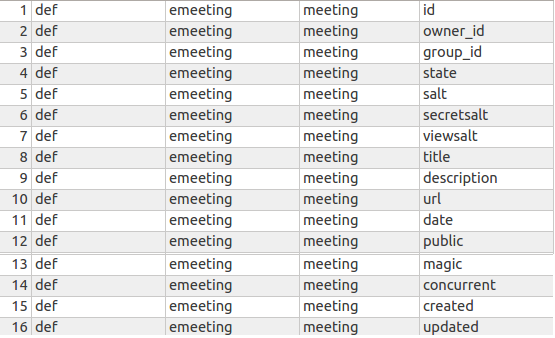 1 def emeeting meeting id
2 def emeeting meeting owner_id
3 def emeeting meeting group_id
4 def emeeting meeting state
5 def emeeting meeting salt
6 def emeeting meeting secretsalt
7 def emeeting meeting viewsalt
8 def emeeting meeting title
9 def emeeting meeting description
10 def emeeting meeting url
11 def emeeting meeting date
12 def emeeting meeting public
13 def emeeting meeting magic
14 def emeeting meeting concurrent
15 def emeeting meeting created
16 def emeeting meeting updated